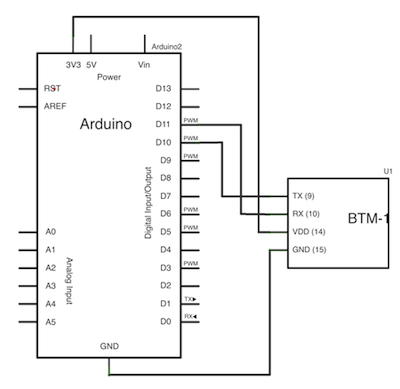 Arduino2
3V3 5V Vin
Power
RST
AREF
Arduino
D13
D12
D11 PWM
D10 PWM
D9 PWM
D8
D7
D6 PWM
D5 PWM
D4
D3 PWM
D2
D1 TX
D0 RX
Digital Input/Output
A0
A1
A2
A3
A4
A5
Analog Input
GND
U1
TX (9)
RX (10)
VDD (14)
GND (15)
BTM-1